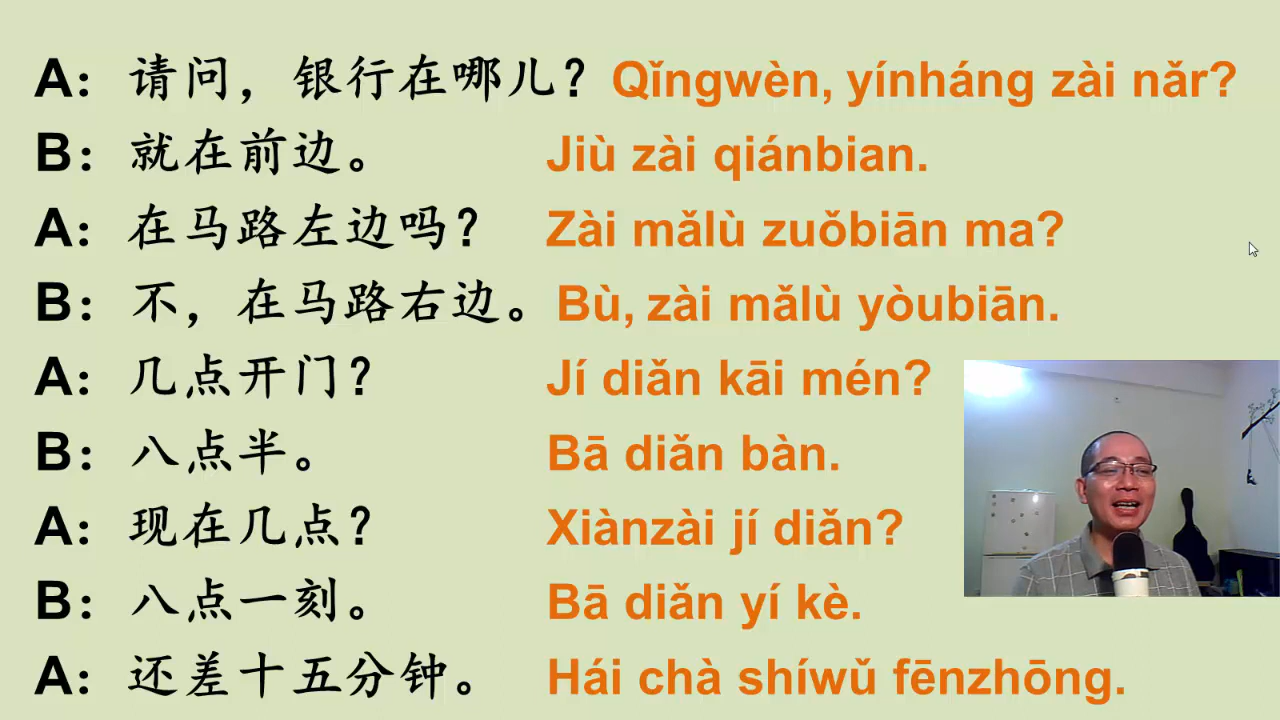 A：请问，银行在哪儿？ Qǐngwèn, yínháng zài nǎr?
B：就在前边。 Jiù zài qiánbian.
A：在马路左边吗？ Zài mǎlù zuǒbiān ma?
B：不，在马路右边。 Bù, zài mǎlù yòubiān.
A：几点开门？ Jí diǎn kāi mén?
B：八点半。 Bā diǎn bàn.
A：现在几点？ Xiànzài jí diǎn?
B：八点一刻。 Bā diǎn yí kè.
A：还差十五分钟。 Hái chà shíwǔ fēnzhōng.